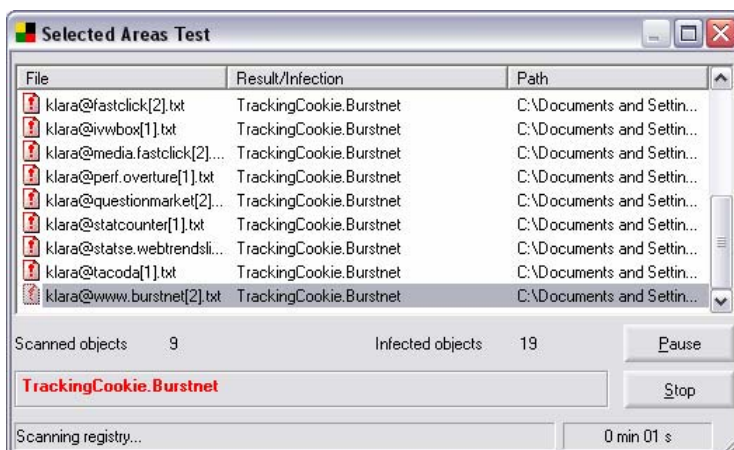 Selected Areas Test
File Result/Infection Path
klara@fastclick[2].txt TrackingCookie.Burstnet C:\Documents and Settin...
klara@ivwbox[1].txt TrackingCookie.Burstnet C:\Documents and Settin...
klara@media.fastclick[2].... TrackingCookie.Burstnet C:\Documents and Settin...
klara@perf.overture[1].txt TrackingCookie.Burstnet C:\Documents and Settin...
klara@questionmarket[2]... TrackingCookie.Burstnet C:\Documents and Settin...
klara@statcounter[1].txt TrackingCookie.Burstnet C:\Documents and Settin...
klara@statse.webtrendsli... TrackingCookie.Burstnet C:\Documents and Settin...
klara@tacoda[1].txt TrackingCookie.Burstnet C:\Documents and Settin...
klara@www.burstnet[2].txt TrackingCookie.Burstnet C:\Documents and Settin...
Scanned objects 9 Infected objects 19 Pause
TrackingCookie.Burstnet Stop
Scanning registry... 0 min 01 s